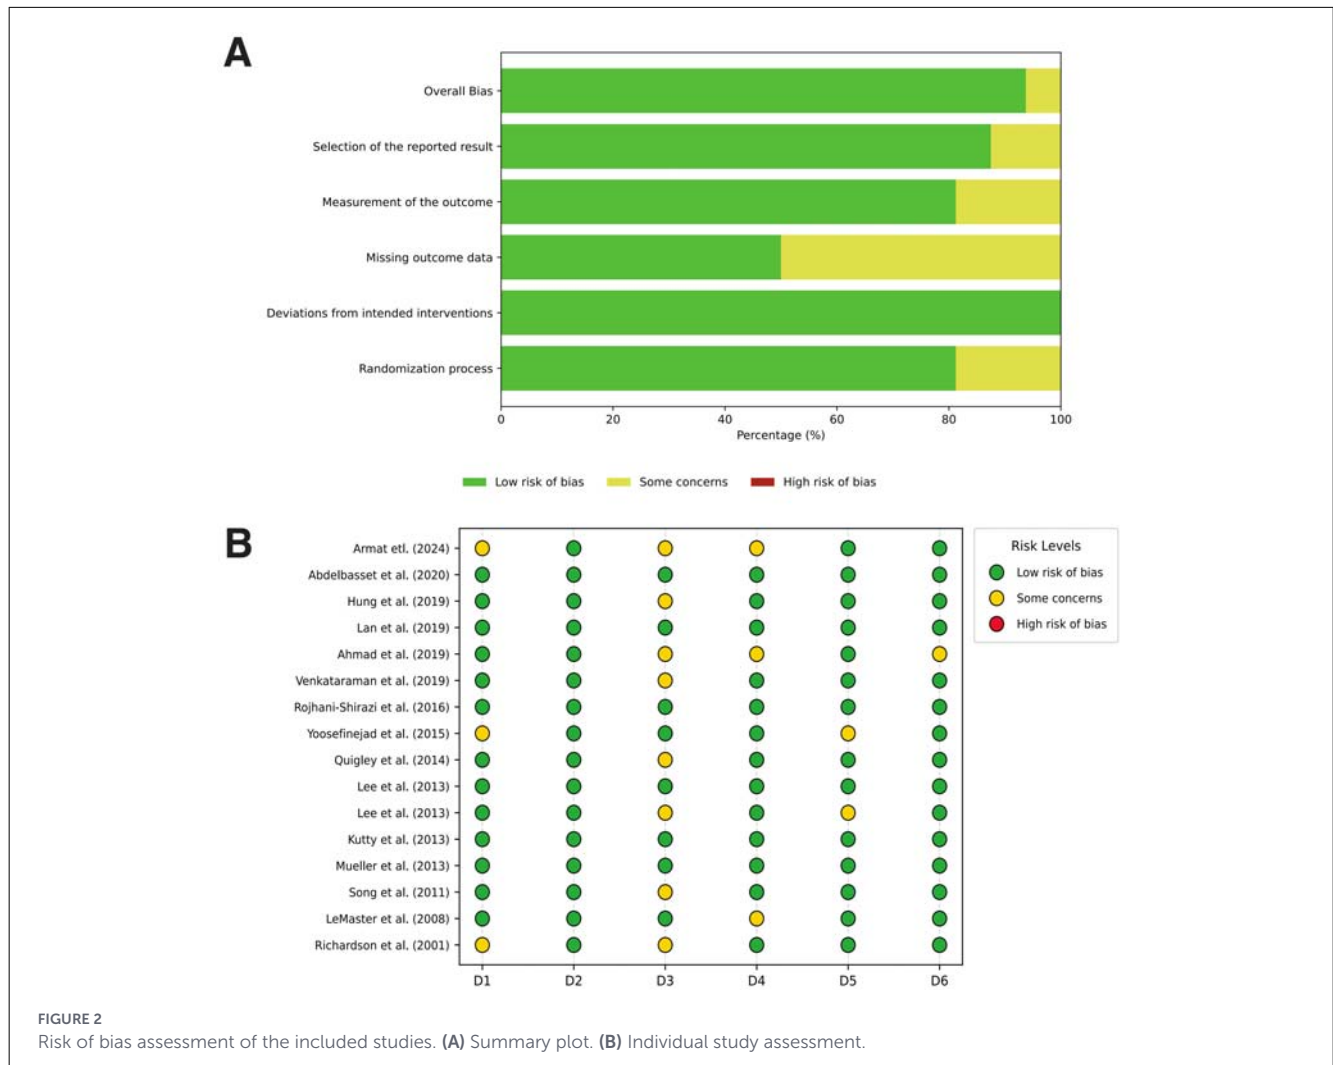 A
Overall Bias
Selection of the reported result
Measurement of the outcome
Missing outcome data
Deviations from intended interventions
Randomization process
0 20 40 60 80 100
Percentage (%)
Low risk of bias Some concerns High risk of bias
B
Armat etl. (2024)
Abdelbasset et al. (2020)
Hung et al. (2019)
Lan et al. (2019)
Ahmad et al. (2019)
Venkataraman et al. (2019)
Rojhani-Shirazi et al. (2016)
Yoosefinejad et al. (2015)
Quigley et al. (2014)
Lee et al. (2013)
Lee et al. (2013)
Kutty et al. (2013)
Mueller et al. (2013)
Song et al. (2011)
LeMaster et al. (2008)
Richardson et al. (2001)
D1 D2 D3 D4 D5 D6
Risk Levels
Low risk of bias
Some concerns
High risk of bias
FIGURE 2
Risk of bias assessment of the included studies. (A) Summary plot. (B) Individual study assessment.